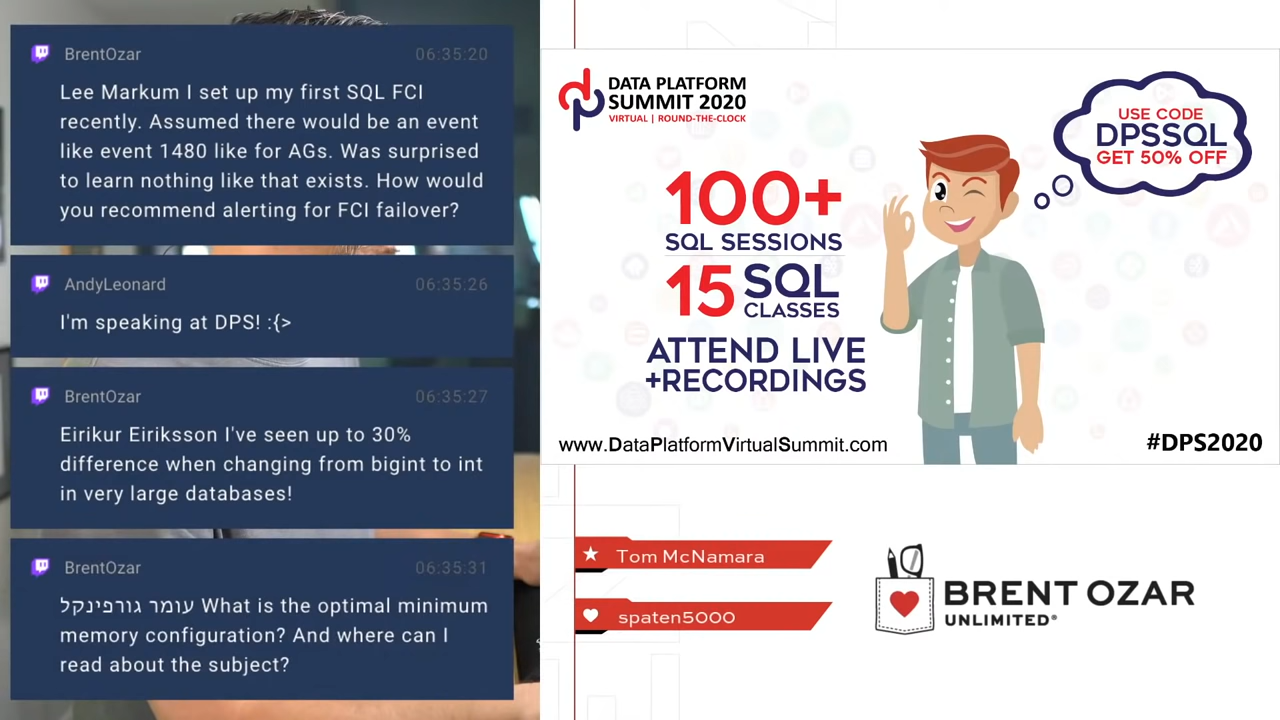 BrentOzar 06:35:20
Lee Markum I set up my first SQL FCI
recently. Assumed there would be an event
like event 1480 like for AGs. Was surprised
to learn nothing like that exists. How would
you recommend alerting for FCI failover?
AndyLeonard 06:35:26
I'm speaking at DPS! :{>
BrentOzar 06:35:27
Eirikur Eiriksson I've seen up to 30%
difference when changing from bigint to int
in very large databases!
BrentOzar 06:35:31
עומר גורפינקל What is the optimal minimum
memory configuration? And where can I
read about the subject?
DATA PLATFORM
SUMMIT 2020
VIRTUAL | ROUND-THE-CLOCK
USE CODE
DPSSQL
GET 50% OFF
100+
SQL SESSIONS
15 SQL
CLASSES
ATTEND LIVE
+RECORDINGS
www.DataPlatformVirtualSummit.com
#DPS2020
Tom McNamara
spaten5000
BRENT OZAR
UNLIMITED®